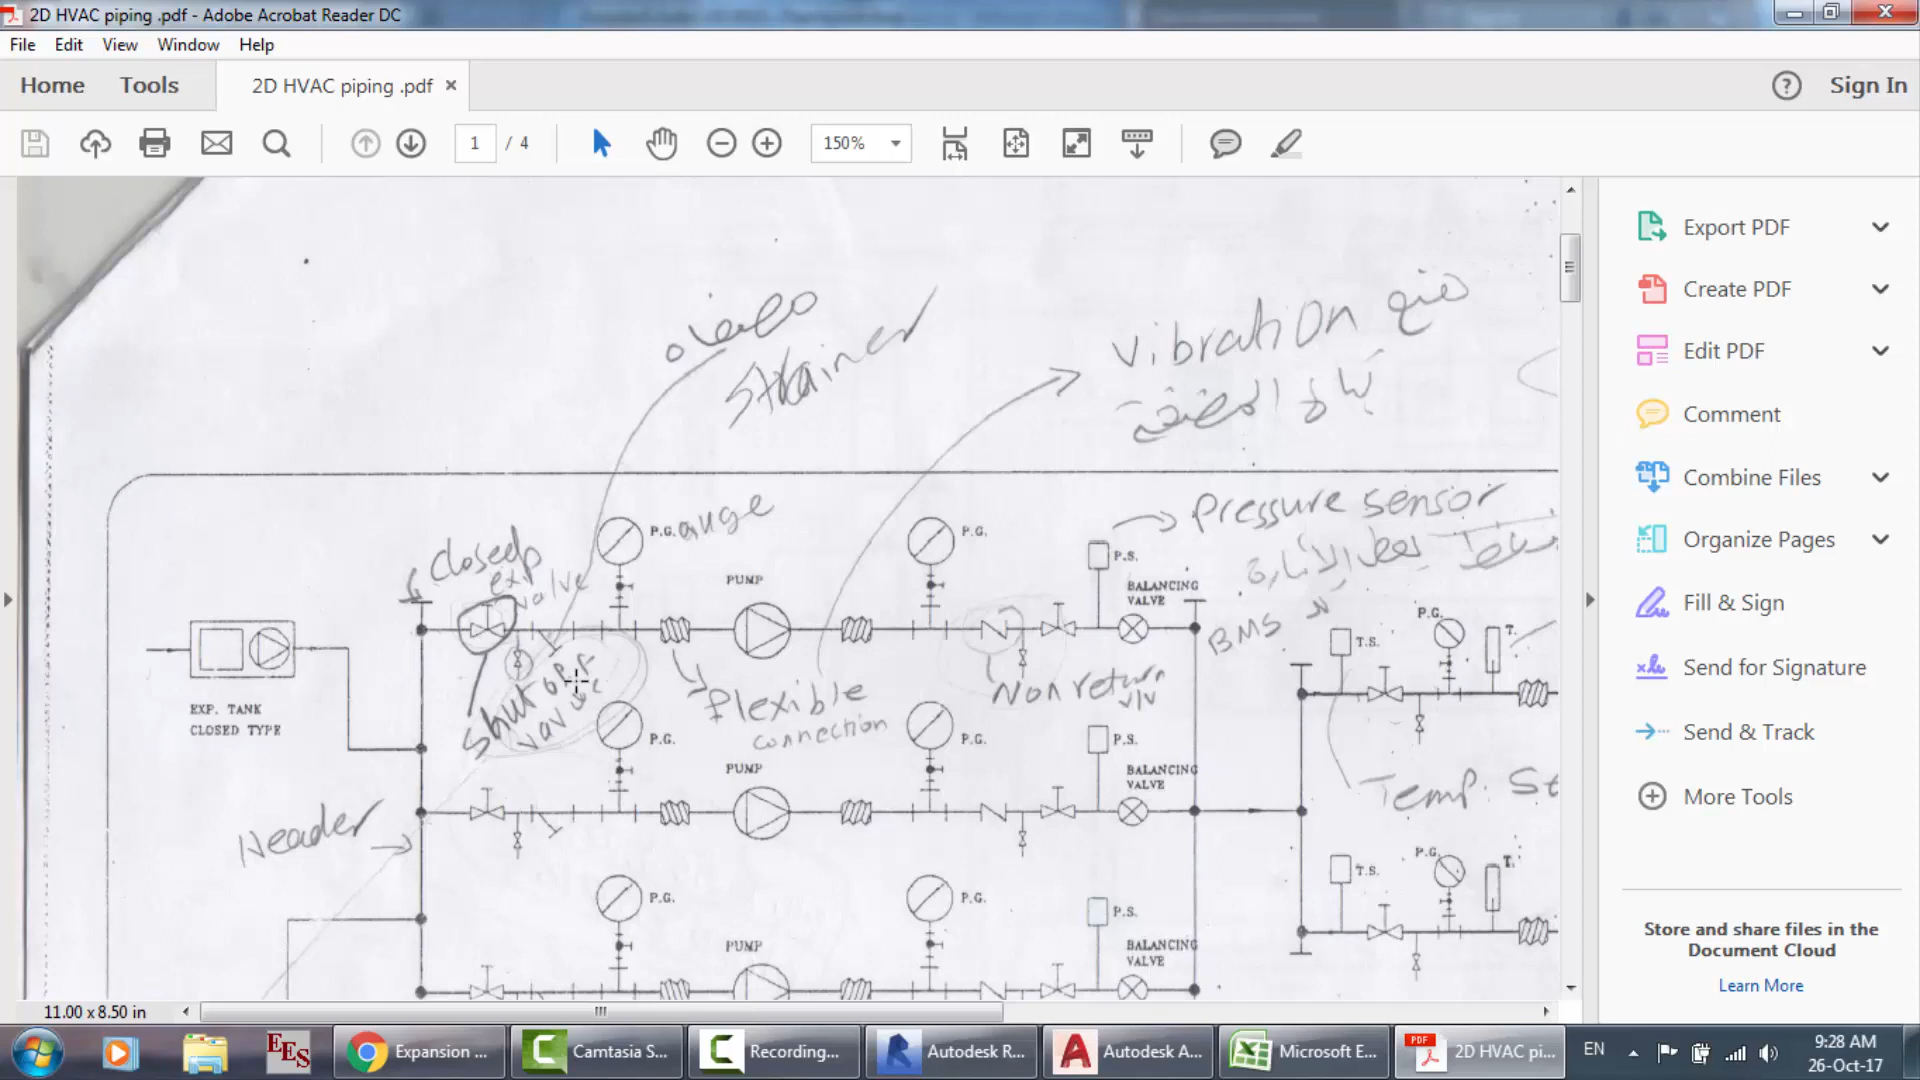 2D HVAC piping .pdf - Adobe Acrobat Reader DC
File Edit View Window Help
Home Tools 2D HVAC piping .pdf Sign In
1 / 4 150%
Export PDF
Create PDF
Edit PDF
Comment
Combine Files
Organize Pages
Fill & Sign
Send for Signature
Send & Track
More Tools
Store and share files in the
Document Cloud
Learn More
Strainer
Vibration
Pressure sensor
P.G. auge
P.G.
P.S.
closed
valve
PUMP
BALANCING
VALVE
BMS
T.S.
P.G.
T.
EXP. TANK
CLOSED TYPE
shut off
valve
Flexible
connection
Non return
P.G.
P.G.
P.S.
PUMP
BALANCING
VALVE
Temp.
Header
P.G.
P.G.
P.S.
T.S.
P.G.
T.
PUMP
BALANCING
VALVE
11.00 x 8.50 in
EES
Expansion ...
Camtasia S...
Recording...
Autodesk R...
Autodesk A...
Microsoft E...
PDF
2D HVAC pi...
EN
9:28 AM
26-Oct-17